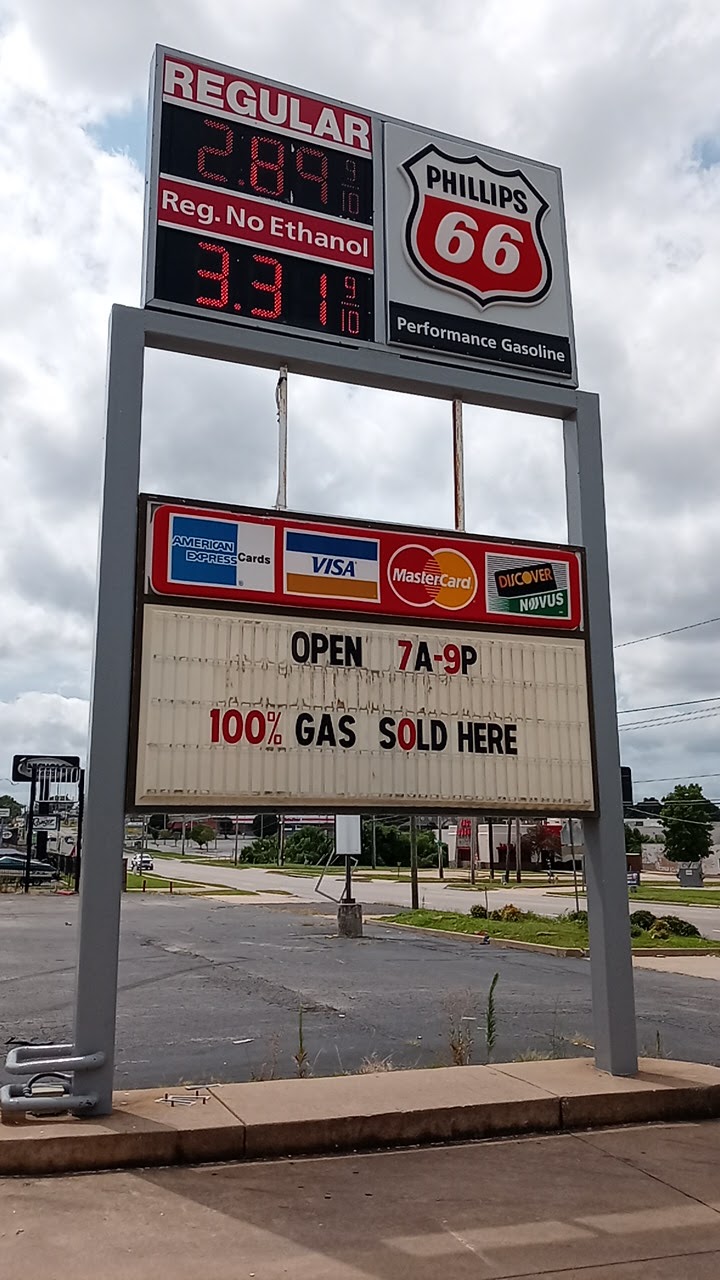 REGULAR
2.89 9/10
Reg. No Ethanol
3.31 9/10
PHILLIPS
66
Performance Gasoline
AMERICAN
EXPRESS Cards
VISA
MasterCard
DISCOVER
NOVUS
OPEN 7A-9P
100% GAS SOLD HERE